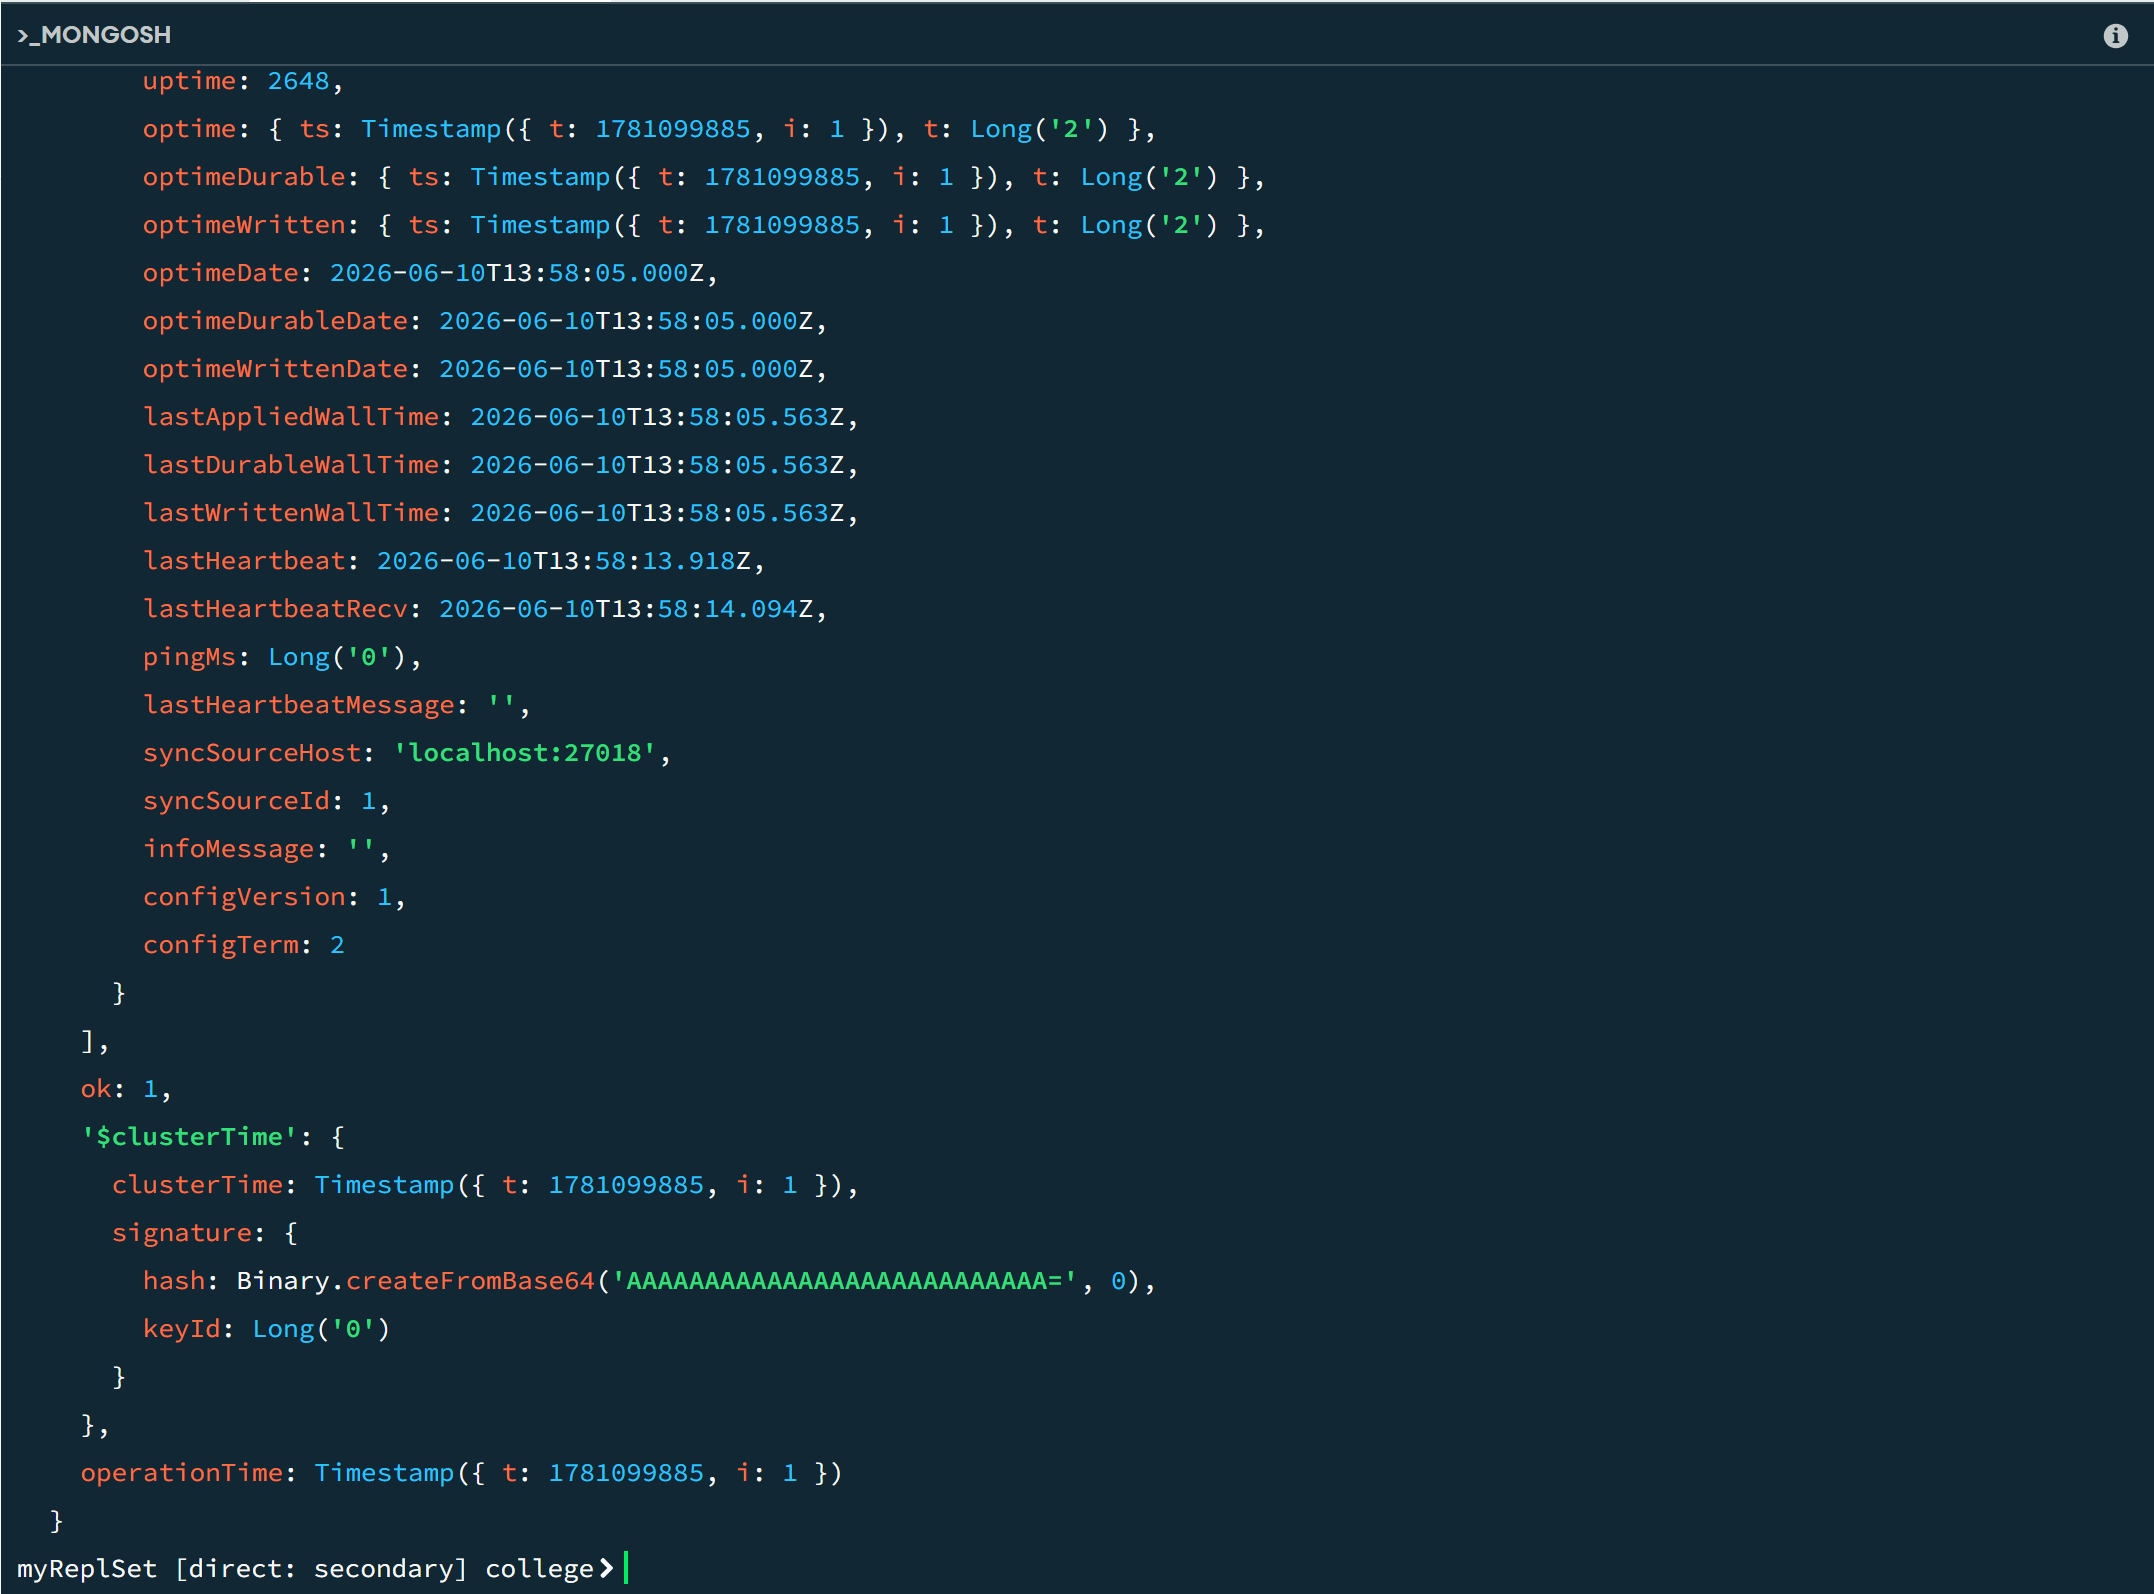 >_MONGOSH
uptime: 2648,
optime: { ts: Timestamp({ t: 1781099885, i: 1 }), t: Long('2') },
optimeDurable: { ts: Timestamp({ t: 1781099885, i: 1 }), t: Long('2') },
optimeWritten: { ts: Timestamp({ t: 1781099885, i: 1 }), t: Long('2') },
optimeDate: 2026-06-10T13:58:05.000Z,
optimeDurableDate: 2026-06-10T13:58:05.000Z,
optimeWrittenDate: 2026-06-10T13:58:05.000Z,
lastAppliedWallTime: 2026-06-10T13:58:05.563Z,
lastDurableWallTime: 2026-06-10T13:58:05.563Z,
lastWrittenWallTime: 2026-06-10T13:58:05.563Z,
lastHeartbeat: 2026-06-10T13:58:13.918Z,
lastHeartbeatRecv: 2026-06-10T13:58:14.094Z,
pingMs: Long('0'),
lastHeartbeatMessage: '',
syncSourceHost: 'localhost:27018',
syncSourceId: 1,
infoMessage: '',
configVersion: 1,
configTerm: 2
}
],
ok: 1,
'$clusterTime': {
clusterTime: Timestamp({ t: 1781099885, i: 1 }),
signature: {
hash: Binary.createFromBase64('AAAAAAAAAAAAAAAAAAAAAAAAAAA=', 0),
keyId: Long('0')
}
},
operationTime: Timestamp({ t: 1781099885, i: 1 })
}
myReplSet [direct: secondary] college>